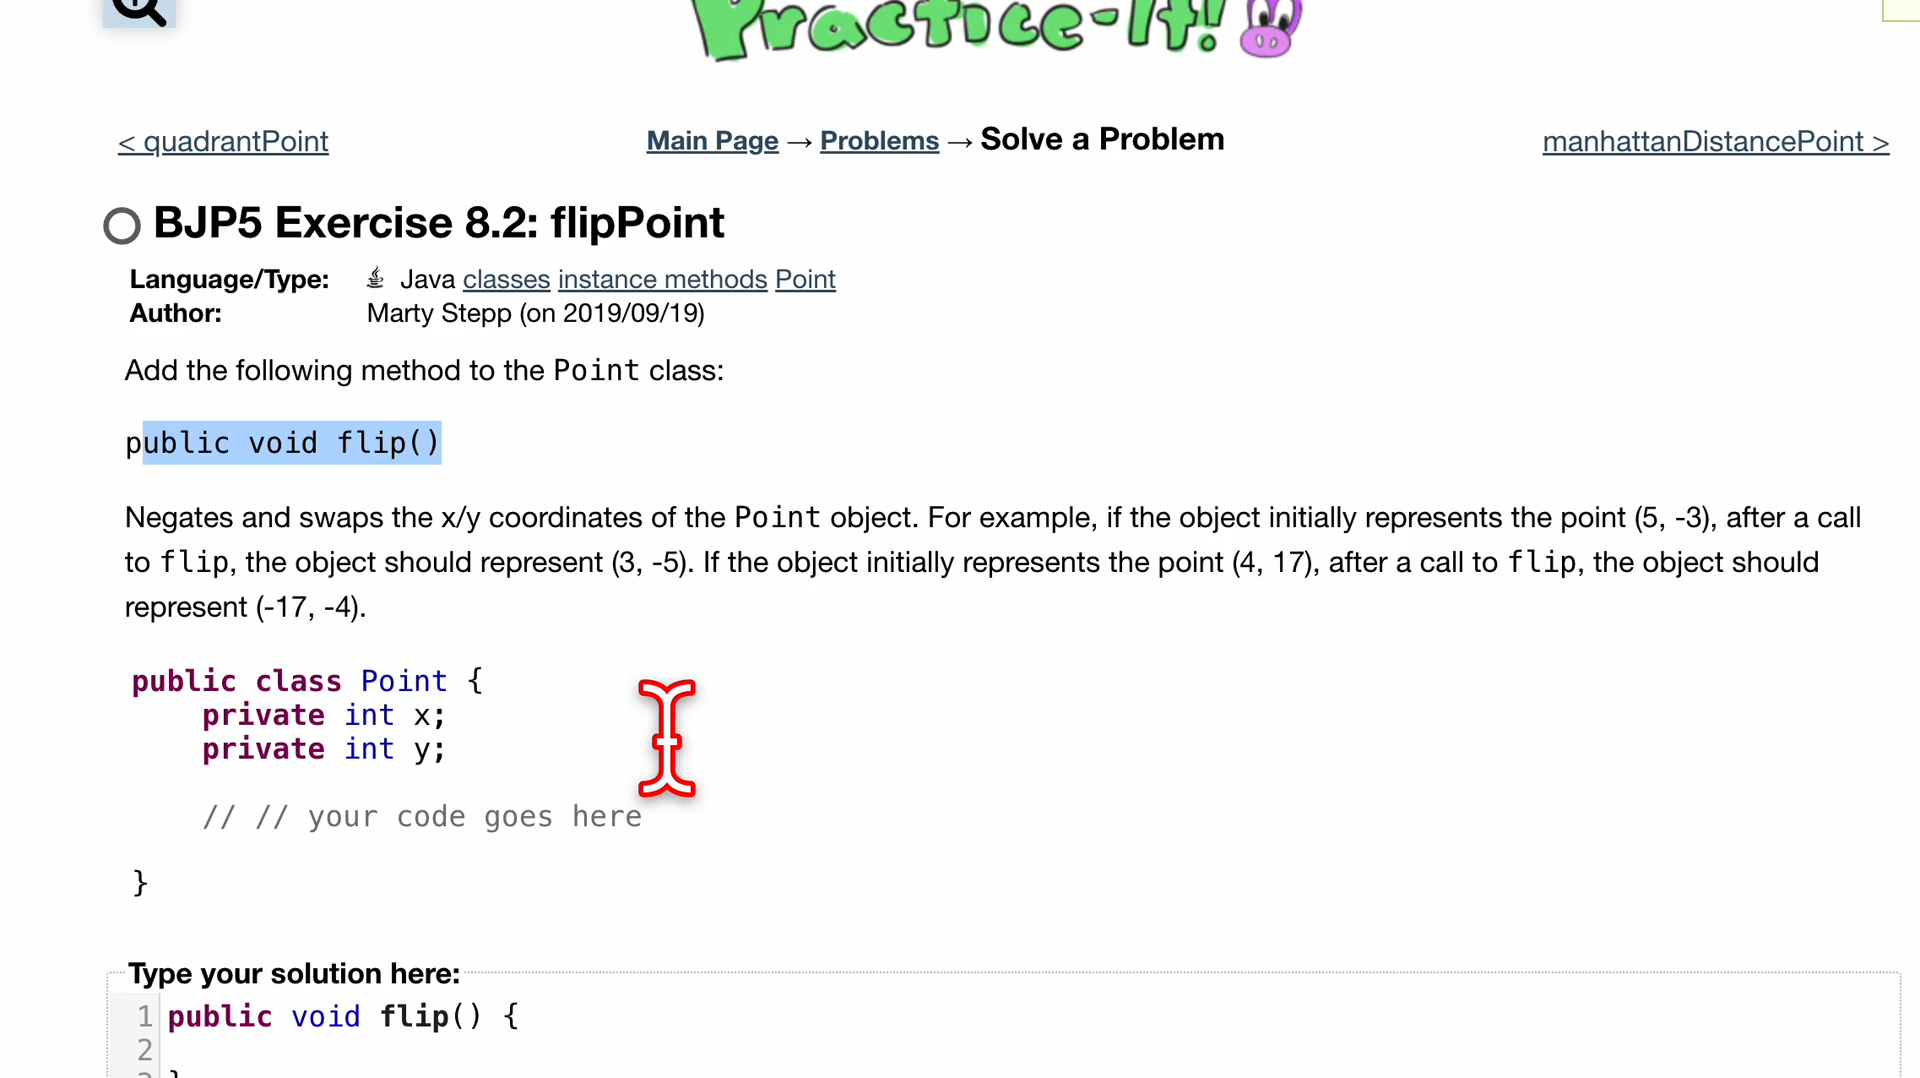 Practice-It!
< quadrantPoint
Main Page → Problems → Solve a Problem
manhattanDistancePoint >
BJP5 Exercise 8.2: flipPoint
Language/Type: Java classes instance methods Point
Author: Marty Stepp (on 2019/09/19)
Add the following method to the Point class:
public void flip()
Negates and swaps the x/y coordinates of the Point object. For example, if the object initially represents the point (5, -3), after a call
to flip, the object should represent (3, -5). If the object initially represents the point (4, 17), after a call to flip, the object should
represent (-17, -4).
public class Point {
    private int x;
    private int y;
    // // your code goes here
}
Type your solution here:
1 public void flip() {
2